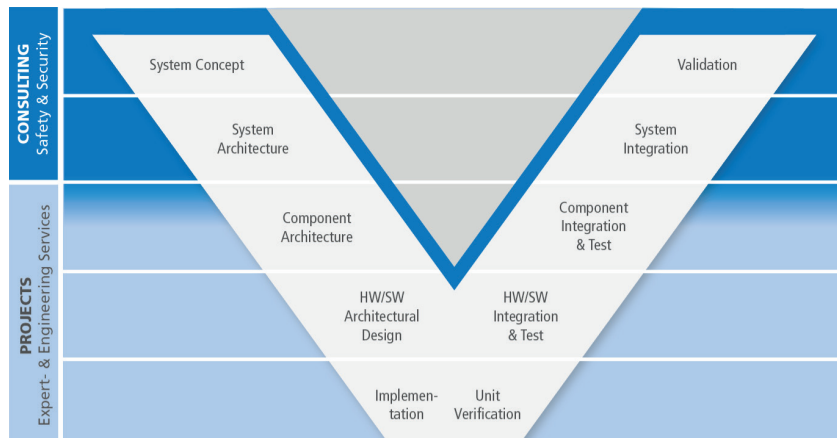 CONSULTING
Safety & Security
PROJECTS
Expert- & Engineering Services
System Concept
Validation
System
Architecture
System
Integration
Component
Architecture
Component
Integration
& Test
HW/SW
Architectural
Design
HW/SW
Integration
& Test
Implemen-
tation
Unit
Verification